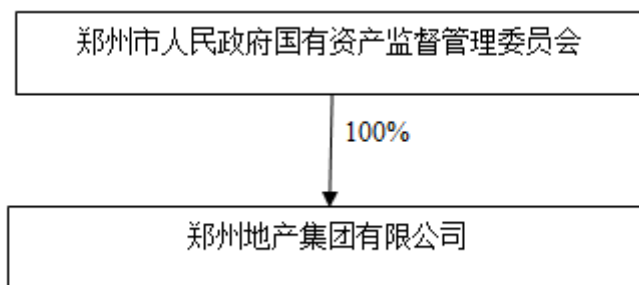 郑州市人民政府国有资产监督管理委员会
100%
郑州地产集团有限公司